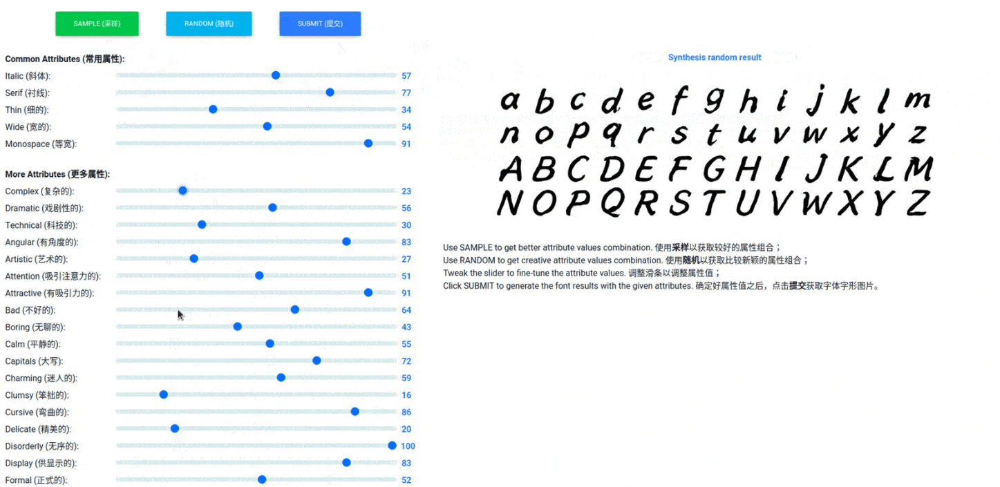 SAMPLE (采样) RANDOM (随机) SUBMIT (提交)
Common Attributes (常用属性):
Italic (斜体): 57
Serif (衬线): 77
Thin (细的): 34
Wide (宽的): 54
Monospace (等宽): 91
More Attributes (更多属性):
Complex (复杂的): 23
Dramatic (戏剧性的): 56
Technical (科技的): 30
Angular (有角度的): 83
Artistic (艺术的): 27
Attention (吸引注意力的): 51
Attractive (有吸引力的): 91
Bad (不好的): 64
Boring (无聊的): 43
Calm (平静的): 55
Capitals (大写): 72
Charming (迷人的): 59
Clumsy (笨拙的): 16
Cursive (弯曲的): 86
Delicate (精美的): 20
Disorderly (无序的): 100
Display (供显示的): 83
Formal (正式的): 52
Synthesis random result
a b c d e f g h i j k l m
n o p q r s t u v w x y z
A B C D E F G H I J K L M
N O P Q R S T U V W X Y Z
Use SAMPLE to get better attribute values combination. 使用采样以获取较好的属性组合；
Use RANDOM to get creative attribute values combination. 使用随机以获取比较新颖的属性组合；
Tweak the slider to fine-tune the attribute values. 调整滑条以调整属性值；
Click SUBMIT to generate the font results with the given attributes. 确定好属性值之后，点击提交获取字体字形图片。